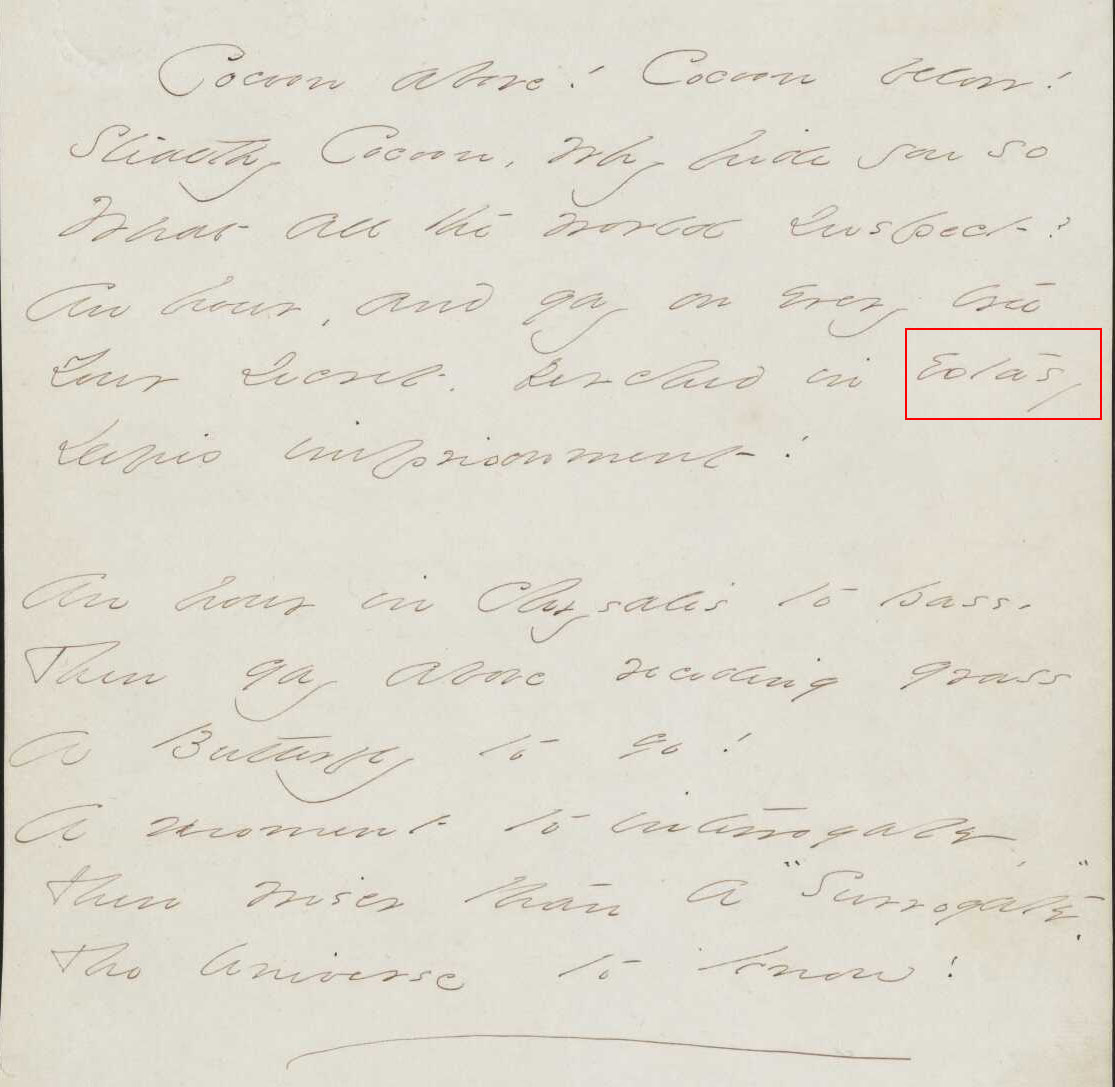 Cocoon above! Cocoon below!
Stealthy Cocoon, why hide you so
What all the world suspect?
An hour, and gay on every tree
Your secret, perched in extasy
Defies imprisonment!
An hour in Chrysalis to pass,
Then gay above receding grass
A Butterfly to go!
A moment to interrogate,
Then wiser than a "Surrogate",
The Universe to know!